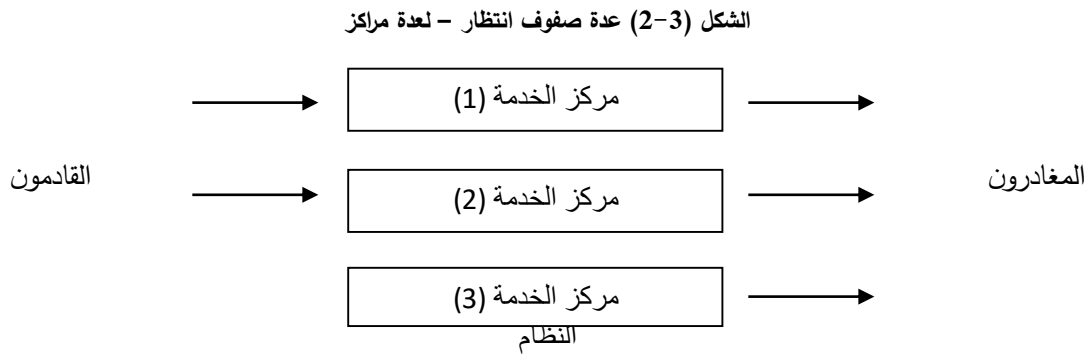 الشكل (3-2) عدة صفوف انتظار – لعدة مراكز
مركز الخدمة (1)
القادمون
مركز الخدمة (2)
المغادرون
مركز الخدمة (3)
النظام